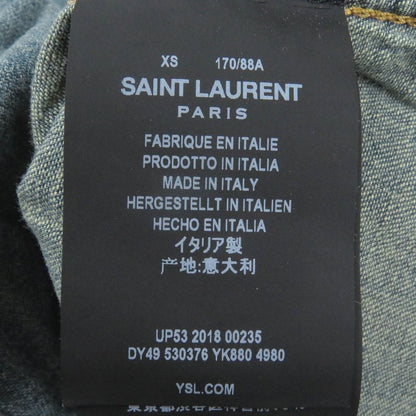 XS 170/88A
SAINT LAURENT
PARIS
FABRIQUE EN ITALIE
PRODOTTO IN ITALIA
MADE IN ITALY
HERGESTELLT IN ITALIEN
HECHO EN ITALIA
イタリア製
产地:意大利
UP53 2018 00235
DY49 530376 YK880 4980
YSL.COM